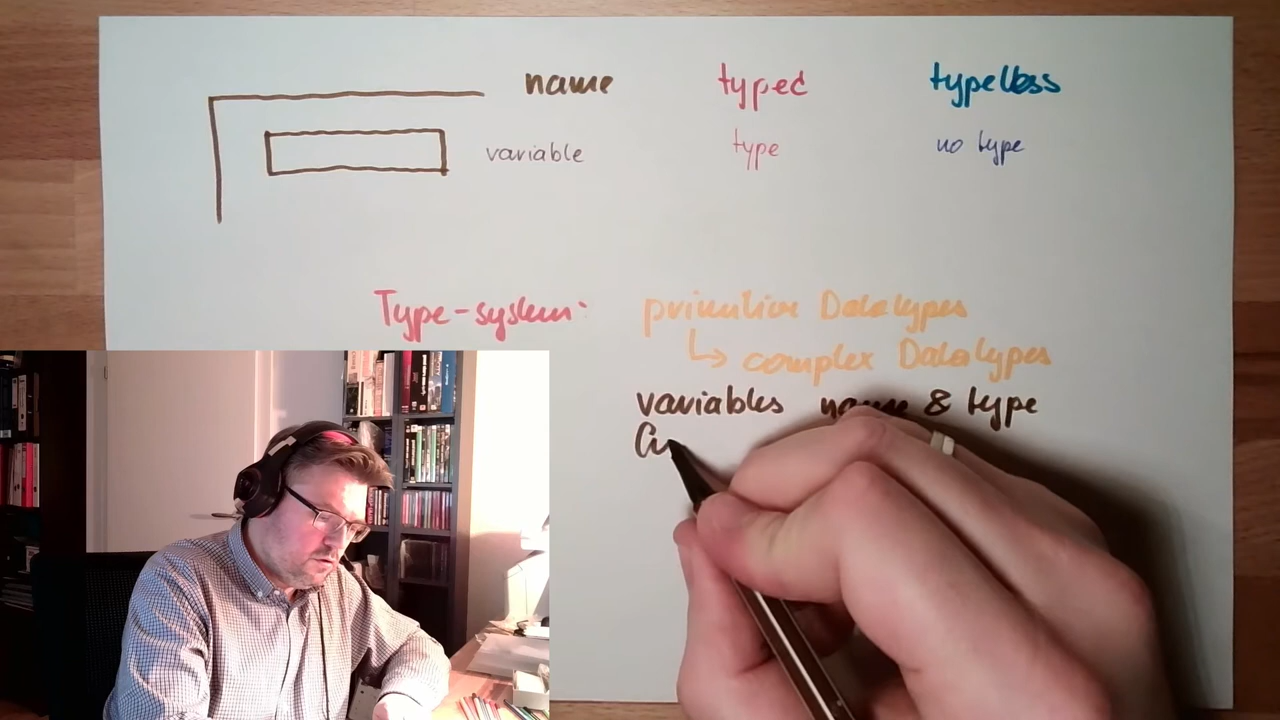 name typed typeless
variable type no type
Type-system:
primitive Datatypes
complex Datatypes
variables name & type